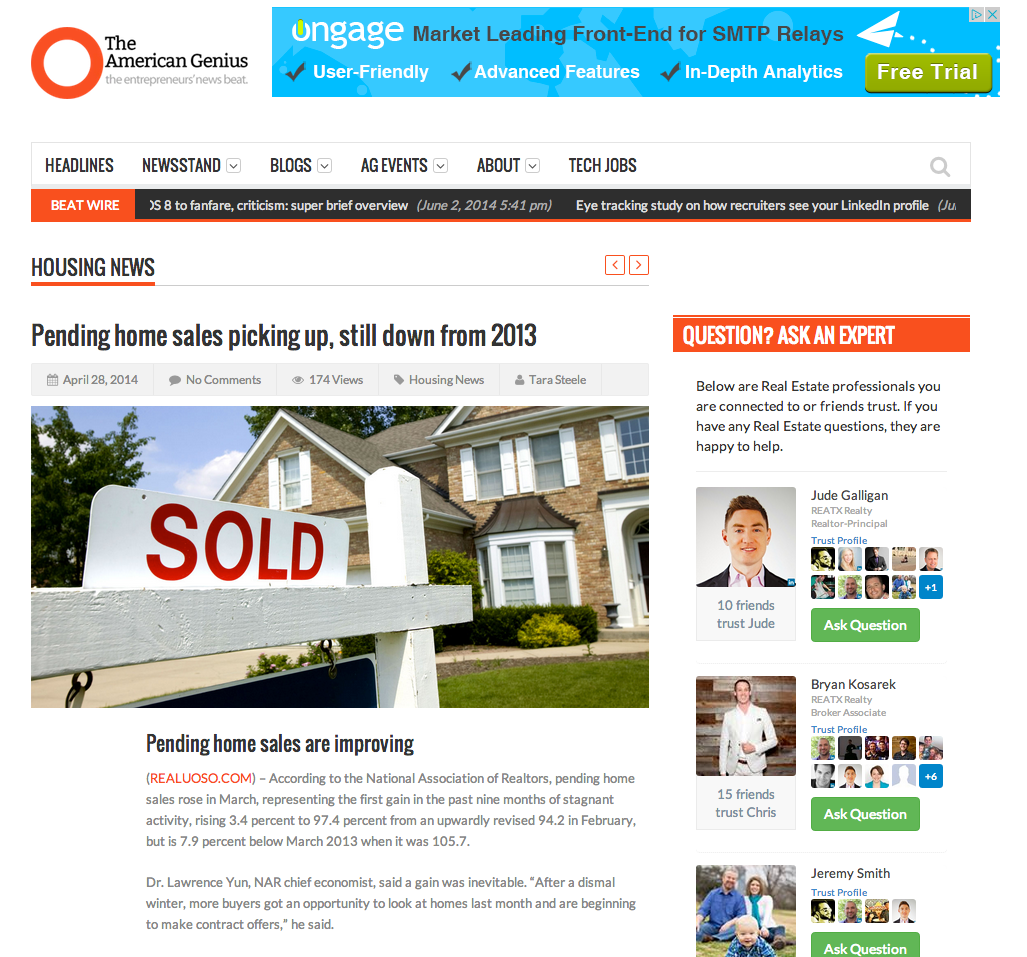 The
American Genius
the entrepreneurs' news beat.
ongage Market Leading Front-End for SMTP Relays
User-Friendly Advanced Features In-Depth Analytics Free Trial
HEADLINES NEWSSTAND BLOGS AG EVENTS ABOUT TECH JOBS
BEAT WIRE 8 to fanfare, criticism: super brief overview (June 2, 2014 5:41 pm) Eye tracking study on how recruiters see your LinkedIn profile
HOUSING NEWS
Pending home sales picking up, still down from 2013
April 28, 2014 No Comments 174 Views Housing News Tara Steele
SOLD
Pending home sales are improving
(REALUOSO.COM) – According to the National Association of Realtors, pending home
sales rose in March, representing the first gain in the past nine months of stagnant
activity, rising 3.4 percent to 97.4 percent from an upwardly revised 94.2 in February,
but is 7.9 percent below March 2013 when it was 105.7.
Dr. Lawrence Yun, NAR chief economist, said a gain was inevitable. “After a dismal
winter, more buyers got an opportunity to look at homes last month and are beginning
to make contract offers,” he said.
QUESTION? ASK AN EXPERT
Below are Real Estate professionals you
are connected to or friends trust. If you
have any Real Estate questions, they are
happy to help.
Jude Galligan
REATX Realty
Realtor-Principal
Trust Profile
+1
10 friends
trust Jude
Ask Question
Bryan Kosarek
REATX Realty
Broker Associate
Trust Profile
+6
15 friends
trust Chris
Ask Question
Jeremy Smith
Trust Profile
Ask Question